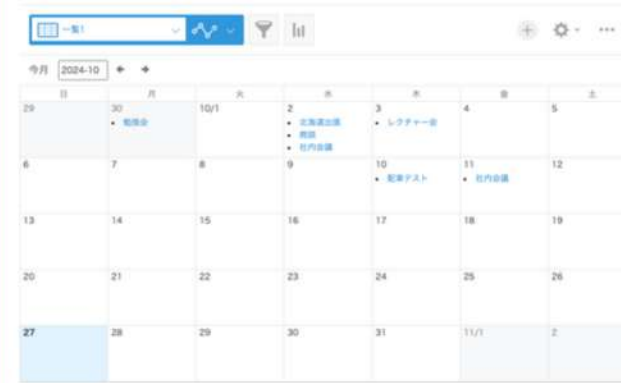 一覧1
今月 2024-10
日 月 火 水 木 金 土
29 30 10/1 2 3 4 5
• 勉強会 • 北海道出張 • レクチャー会
• 商談
• 社内会議
6 7 8 9 10 11 12
• 配車テスト • 社内会議
13 14 15 16 17 18 19
20 21 22 23 24 25 26
27 28 29 30 31 11/1 2